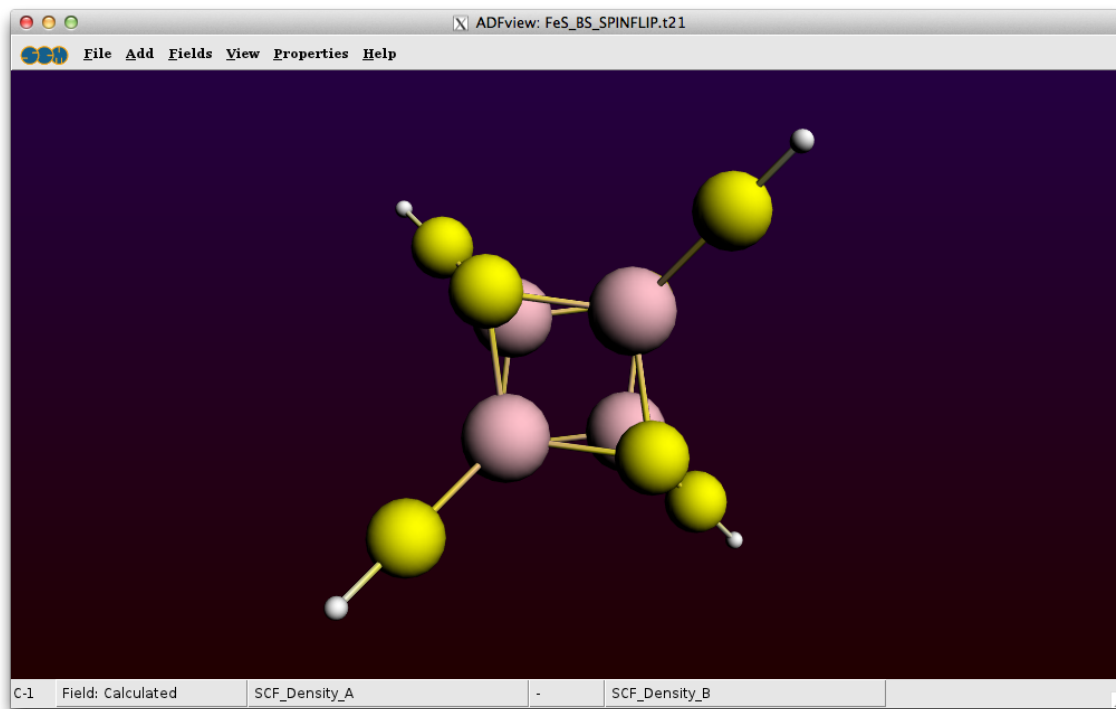 ADFview: FeS_BS_SPINFLIP.t21
SCM File Add Fields View Properties Help
C-1 Field: Calculated SCF_Density_A - SCF_Density_B